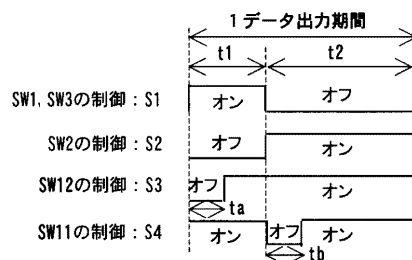 1データ出力期間
t1 t2
SW1, SW3の制御：S1 オン オフ
SW2の制御：S2 オフ オン
SW12の制御：S3 オフ オン
ta
SW11の制御：S4 オン オフ オン
tb